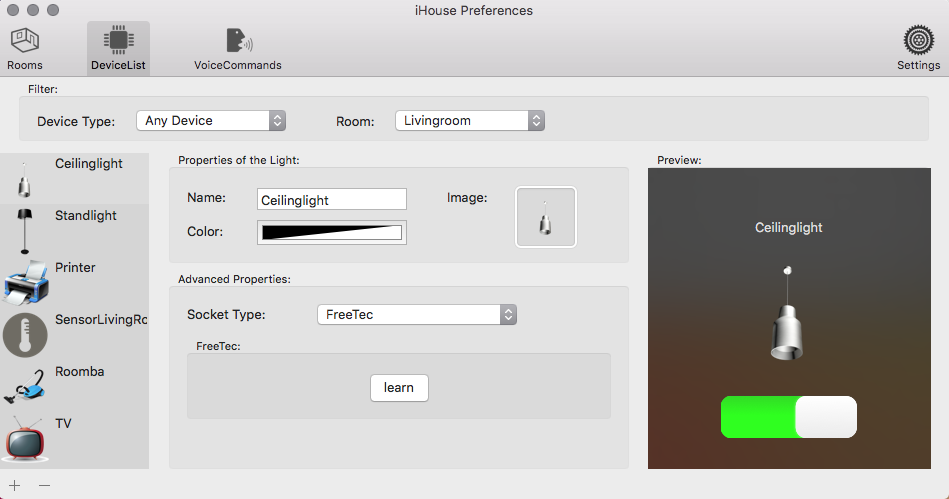 iHouse Preferences
Rooms
DeviceList
VoiceCommands
Settings
Filter:
Device Type:
Any Device
Room:
Livingroom
Ceilinglight
Standlight
Printer
SensorLivingRo
Roomba
TV
Properties of the Light:
Name:
Ceilinglight
Image:
Color:
Advanced Properties:
Socket Type:
FreeTec
FreeTec:
learn
Preview:
Ceilinglight